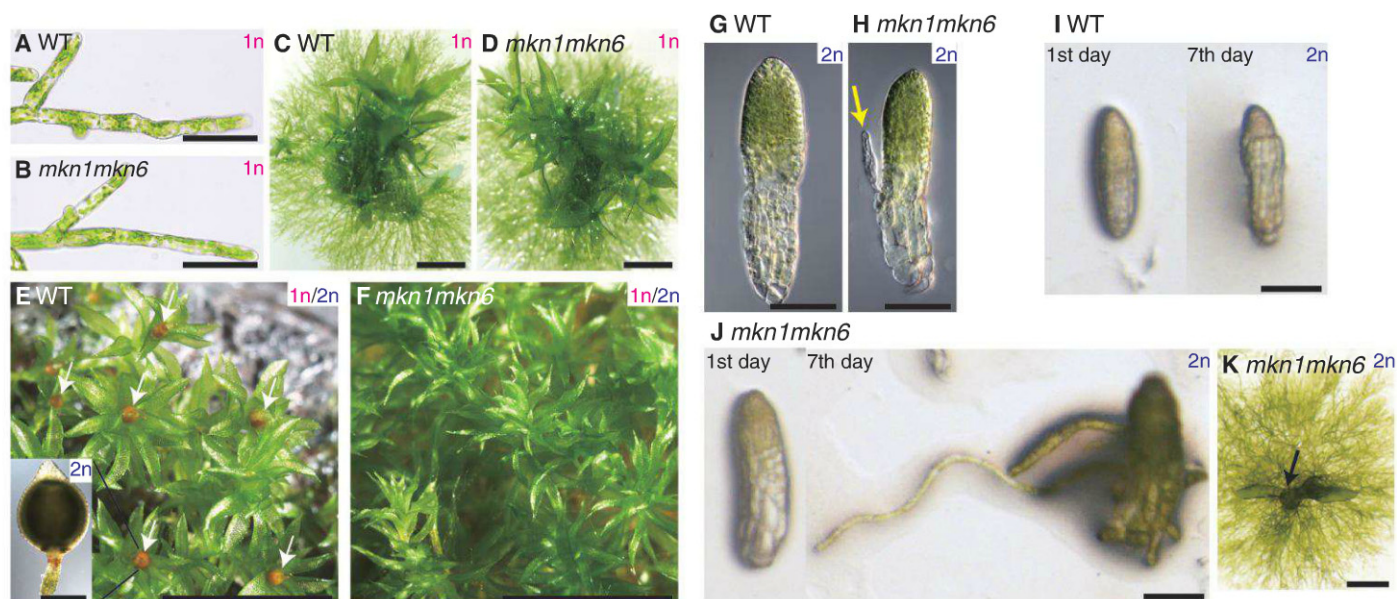 A WT 1n
B mkn1mkn6 1n
C WT 1n
D mkn1mkn6 1n
E WT 1n/2n
2n
F mkn1mkn6 1n/2n
G WT 2n
H mkn1mkn6 2n
I WT
1st day 7th day 2n
J mkn1mkn6
1st day 7th day 2n
K mkn1mkn6 2n